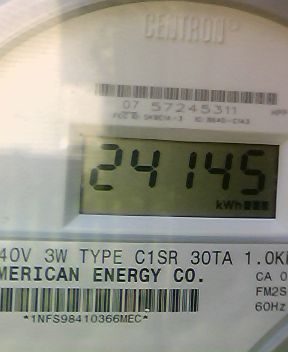 CENTRON
07 57245311
24145
kWh
40V 3W TYPE C1SR 30TA 1.0K
MERICAN ENERGY CO.
CA 0
FM2S
60Hz
*1NFS98410366MEC*